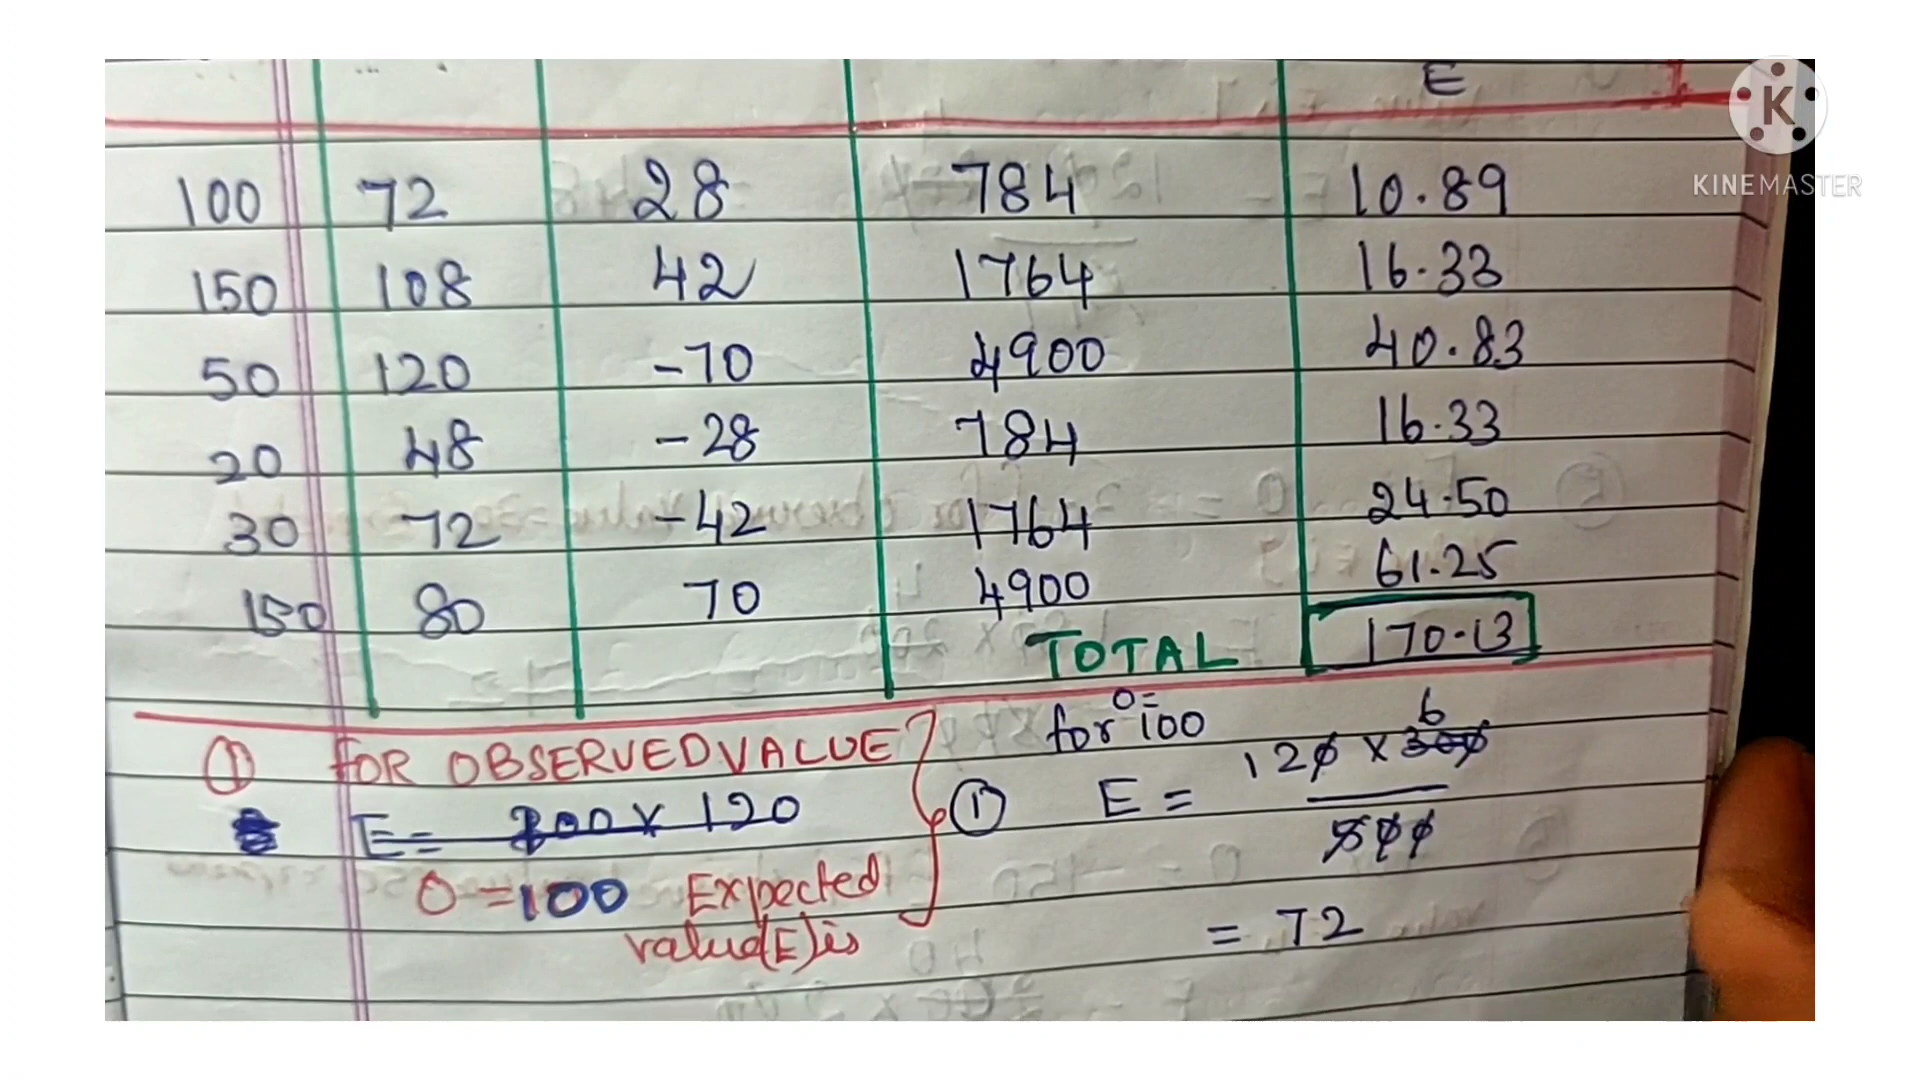 E
K
KINEMASTER
100 72 28 784 10.89
150 108 42 1764 16.33
50 120 -70 4900 40.83
20 48 -28 784 16.33
30 72 -42 1764 24.50
150 80 70 4900 61.25
TOTAL 170.13
① FOR OBSERVED VALUE
E= 300 x 120
O =100 Expected
value(E) is
for O= 100
6
① E = 120 x 300
500
= 72